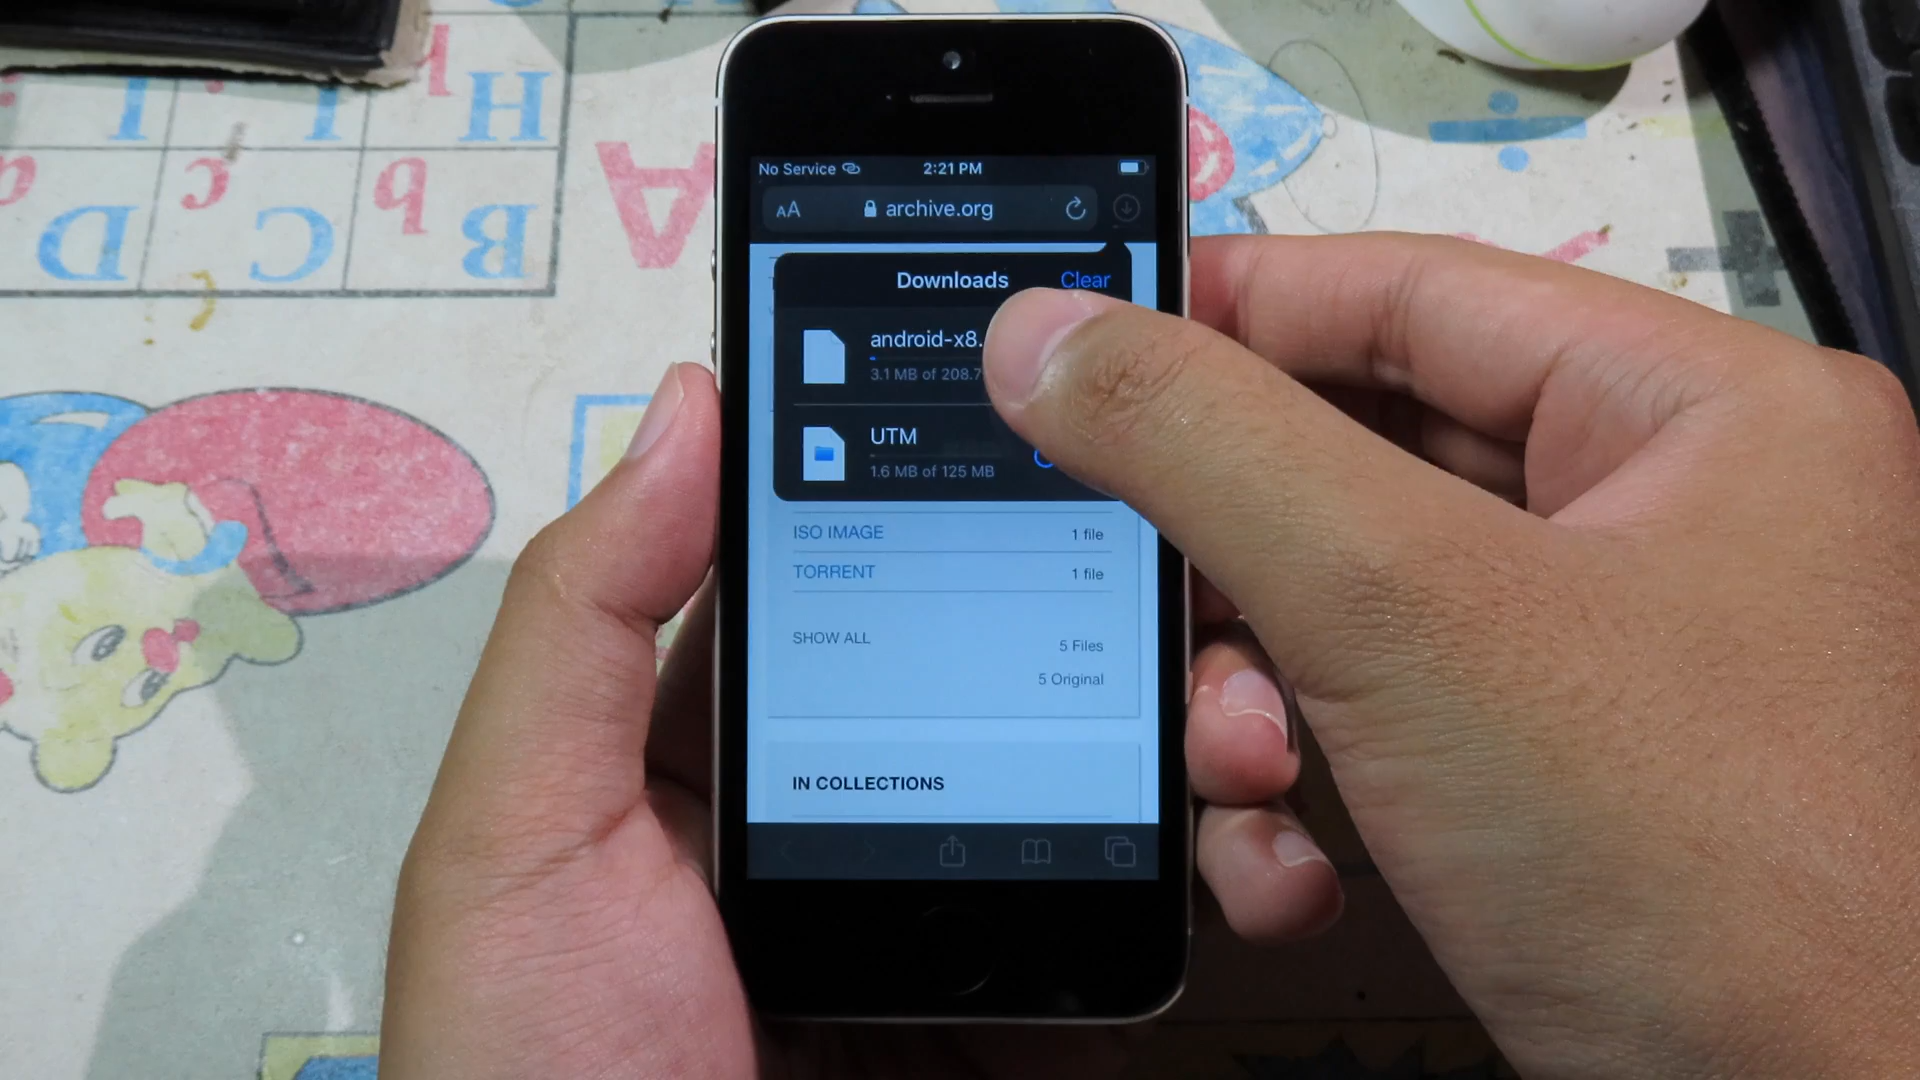 No Service 2:21 PM
AA archive.org
Downloads Clear
android-x8.
3.1 MB of 208.7
UTM
1.6 MB of 125 MB
ISO IMAGE 1 file
TORRENT 1 file
SHOW ALL 5 Files
5 Original
IN COLLECTIONS
A
B b
C c
D d
H h
I i